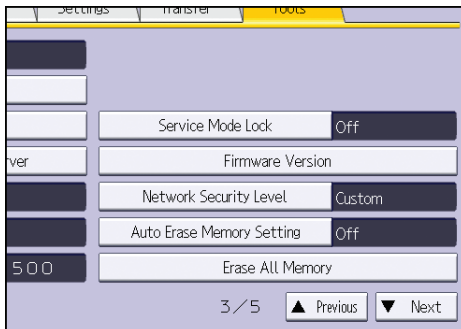 Settings Transfer Tools
Service Mode Lock Off
rver Firmware Version
Network Security Level Custom
Auto Erase Memory Setting Off
500 Erase All Memory
3/5 ▲ Previous ▼ Next